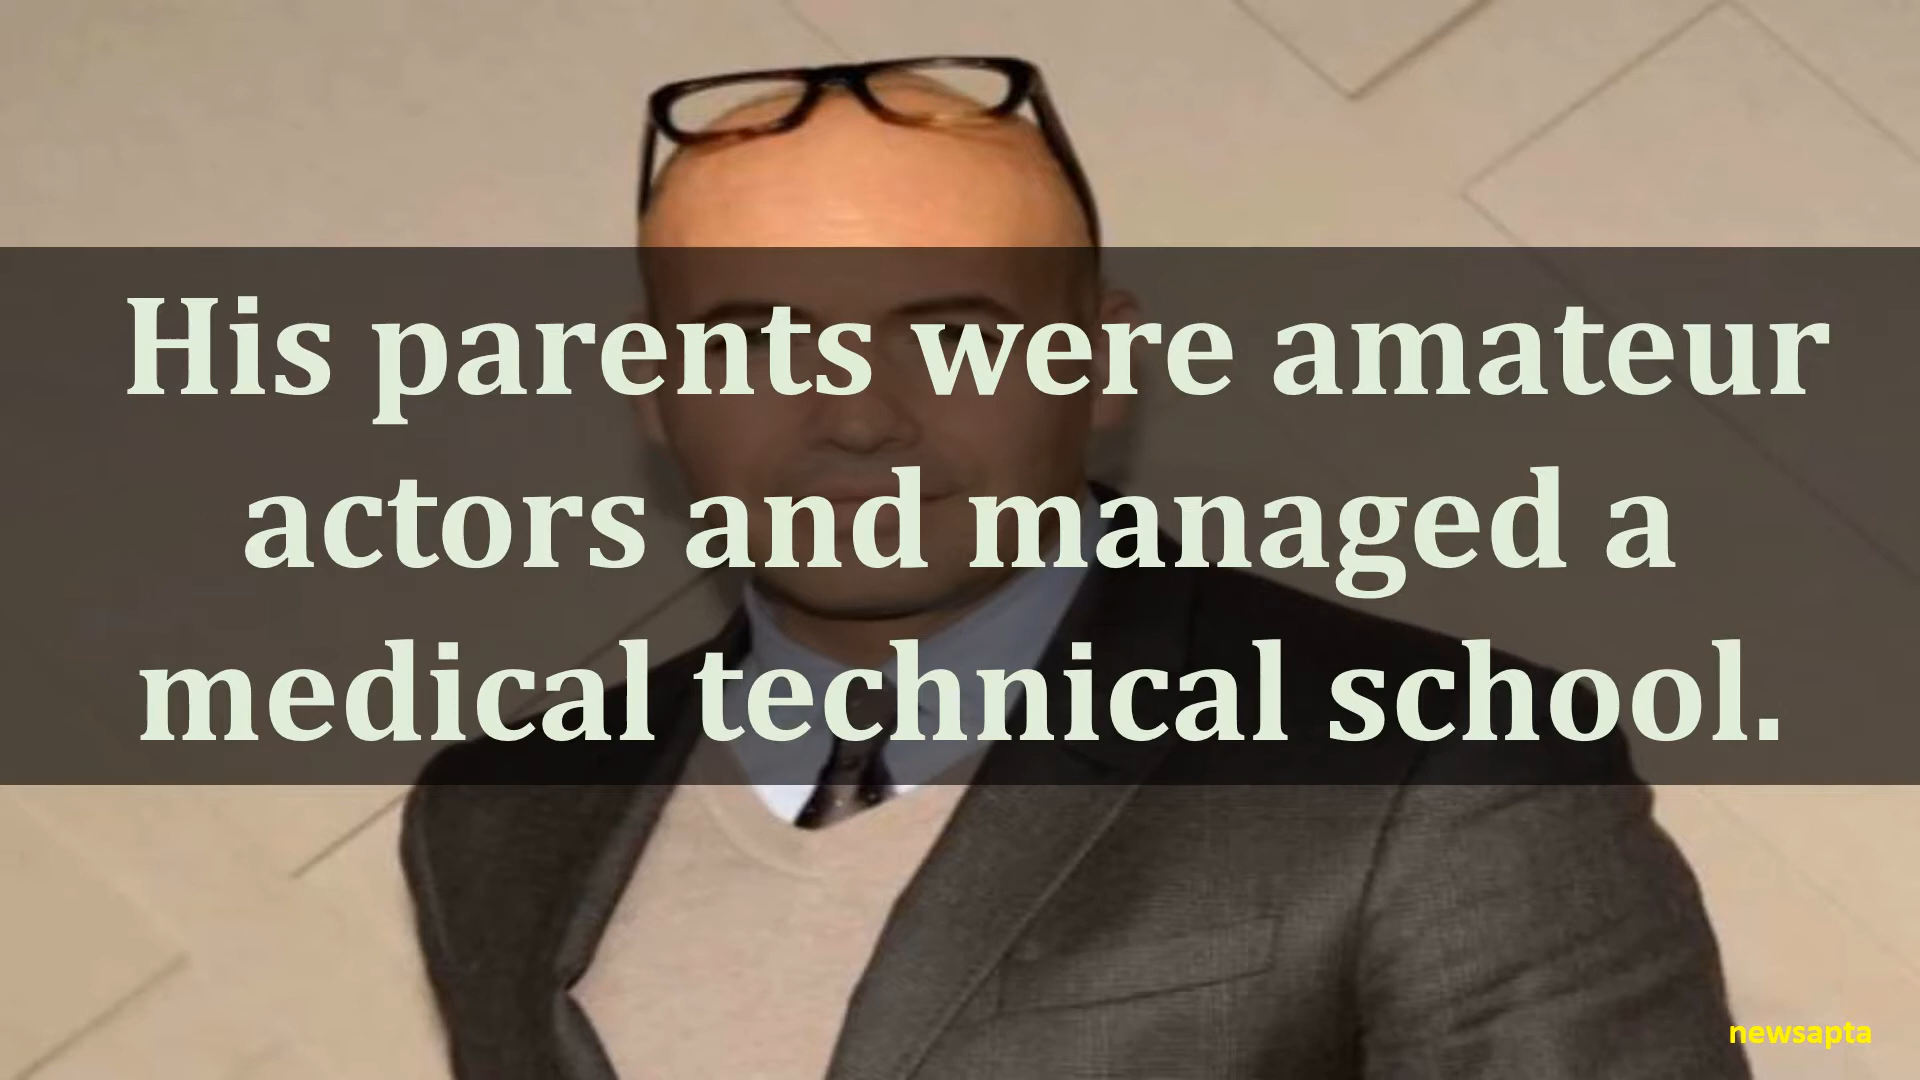 His parents were amateur
actors and managed a
medical technical school.
newsapta